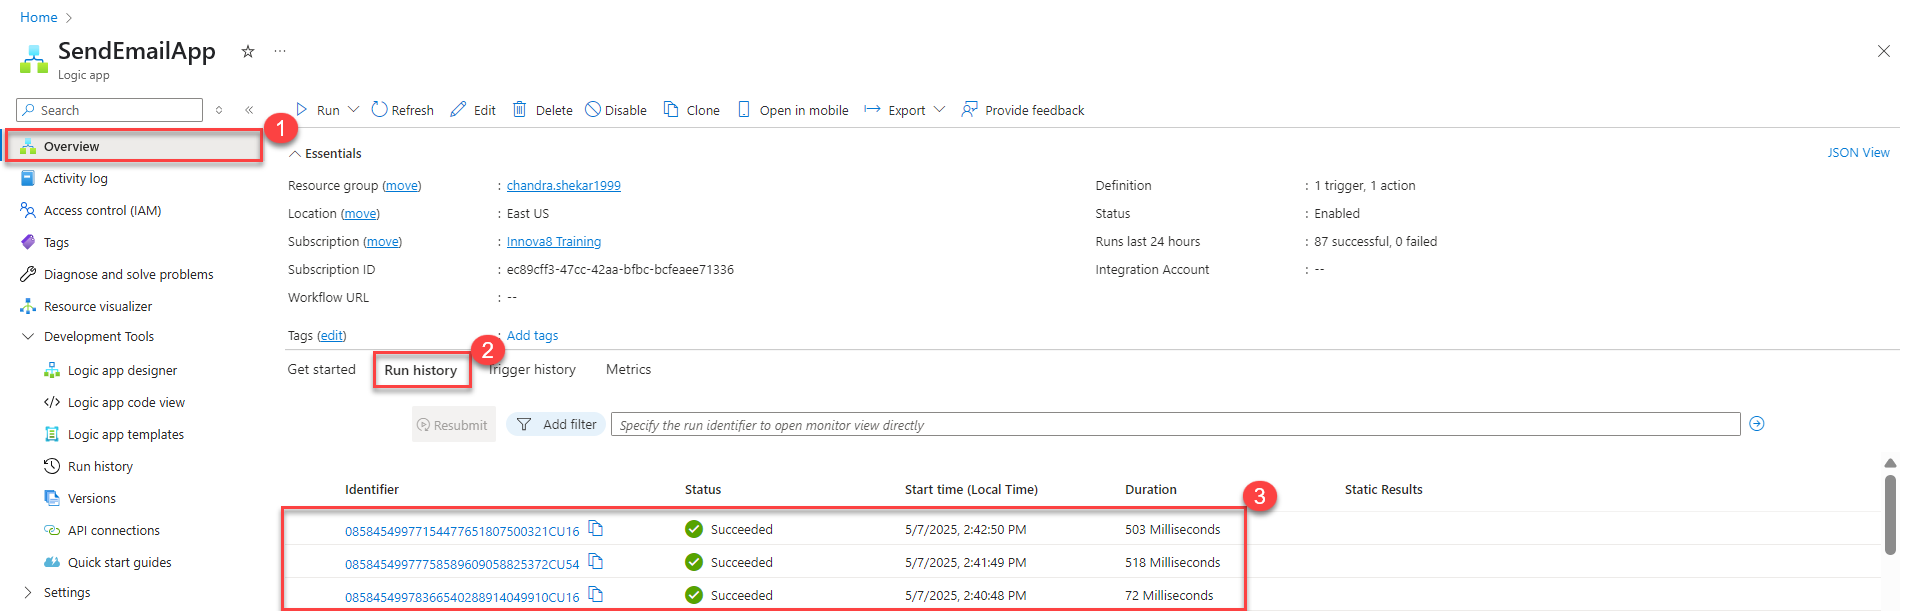 Home
SendEmailApp
Logic app
Search
Run Refresh Edit Delete Disable Clone Open in mobile Export Provide feedback
1
Overview
Essentials
JSON View
Activity log
Resource group (move) : chandra.shekar1999
Definition : 1 trigger, 1 action
Access control (IAM)
Location (move) : East US
Status : Enabled
Tags
Subscription (move) : Innova8 Training
Runs last 24 hours : 87 successful, 0 failed
Diagnose and solve problems
Subscription ID : ec89cff3-47cc-42aa-bfbc-bcfeaee71336
Integration Account : --
Resource visualizer
Workflow URL : --
Development Tools
Tags (edit) : Add tags
2
Logic app designer
Get started Run history Trigger history Metrics
Logic app code view
Logic app templates
Resubmit Add filter Specify the run identifier to open monitor view directly
Run history
Versions
Identifier Status Start time (Local Time) Duration Static Results
3
API connections
08584549977154477651807500321CU16 Succeeded 5/7/2025, 2:42:50 PM 503 Milliseconds
Quick start guides
08584549977758589609058825372CU54 Succeeded 5/7/2025, 2:41:49 PM 518 Milliseconds
Settings
08584549978366540288914049910CU16 Succeeded 5/7/2025, 2:40:48 PM 72 Milliseconds